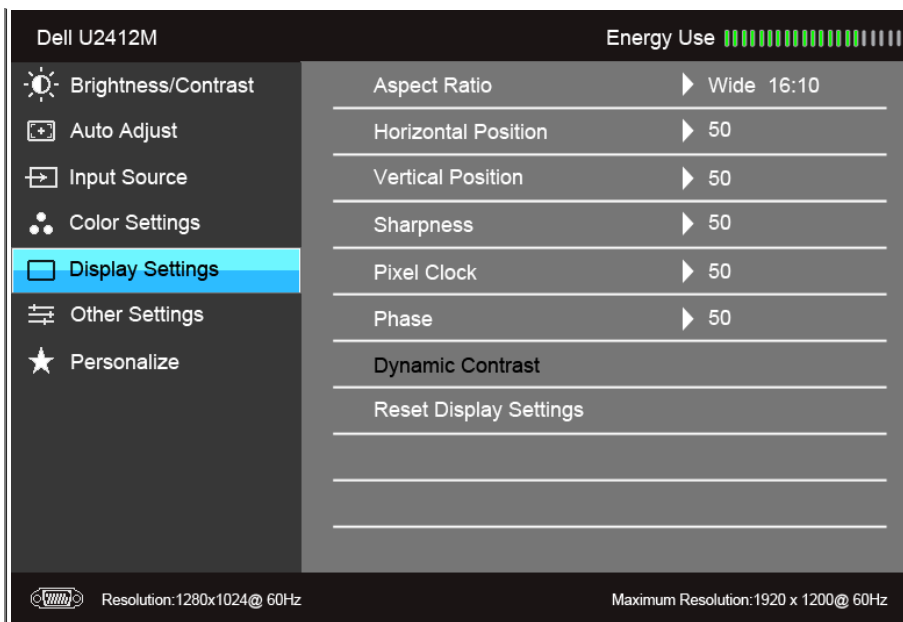 Dell U2412M Energy Use
Brightness/Contrast Aspect Ratio Wide 16:10
Auto Adjust Horizontal Position 50
Input Source Vertical Position 50
Color Settings Sharpness 50
Display Settings Pixel Clock 50
Other Settings Phase 50
Personalize Dynamic Contrast
Reset Display Settings
Resolution:1280x1024@ 60Hz Maximum Resolution:1920 x 1200@ 60Hz